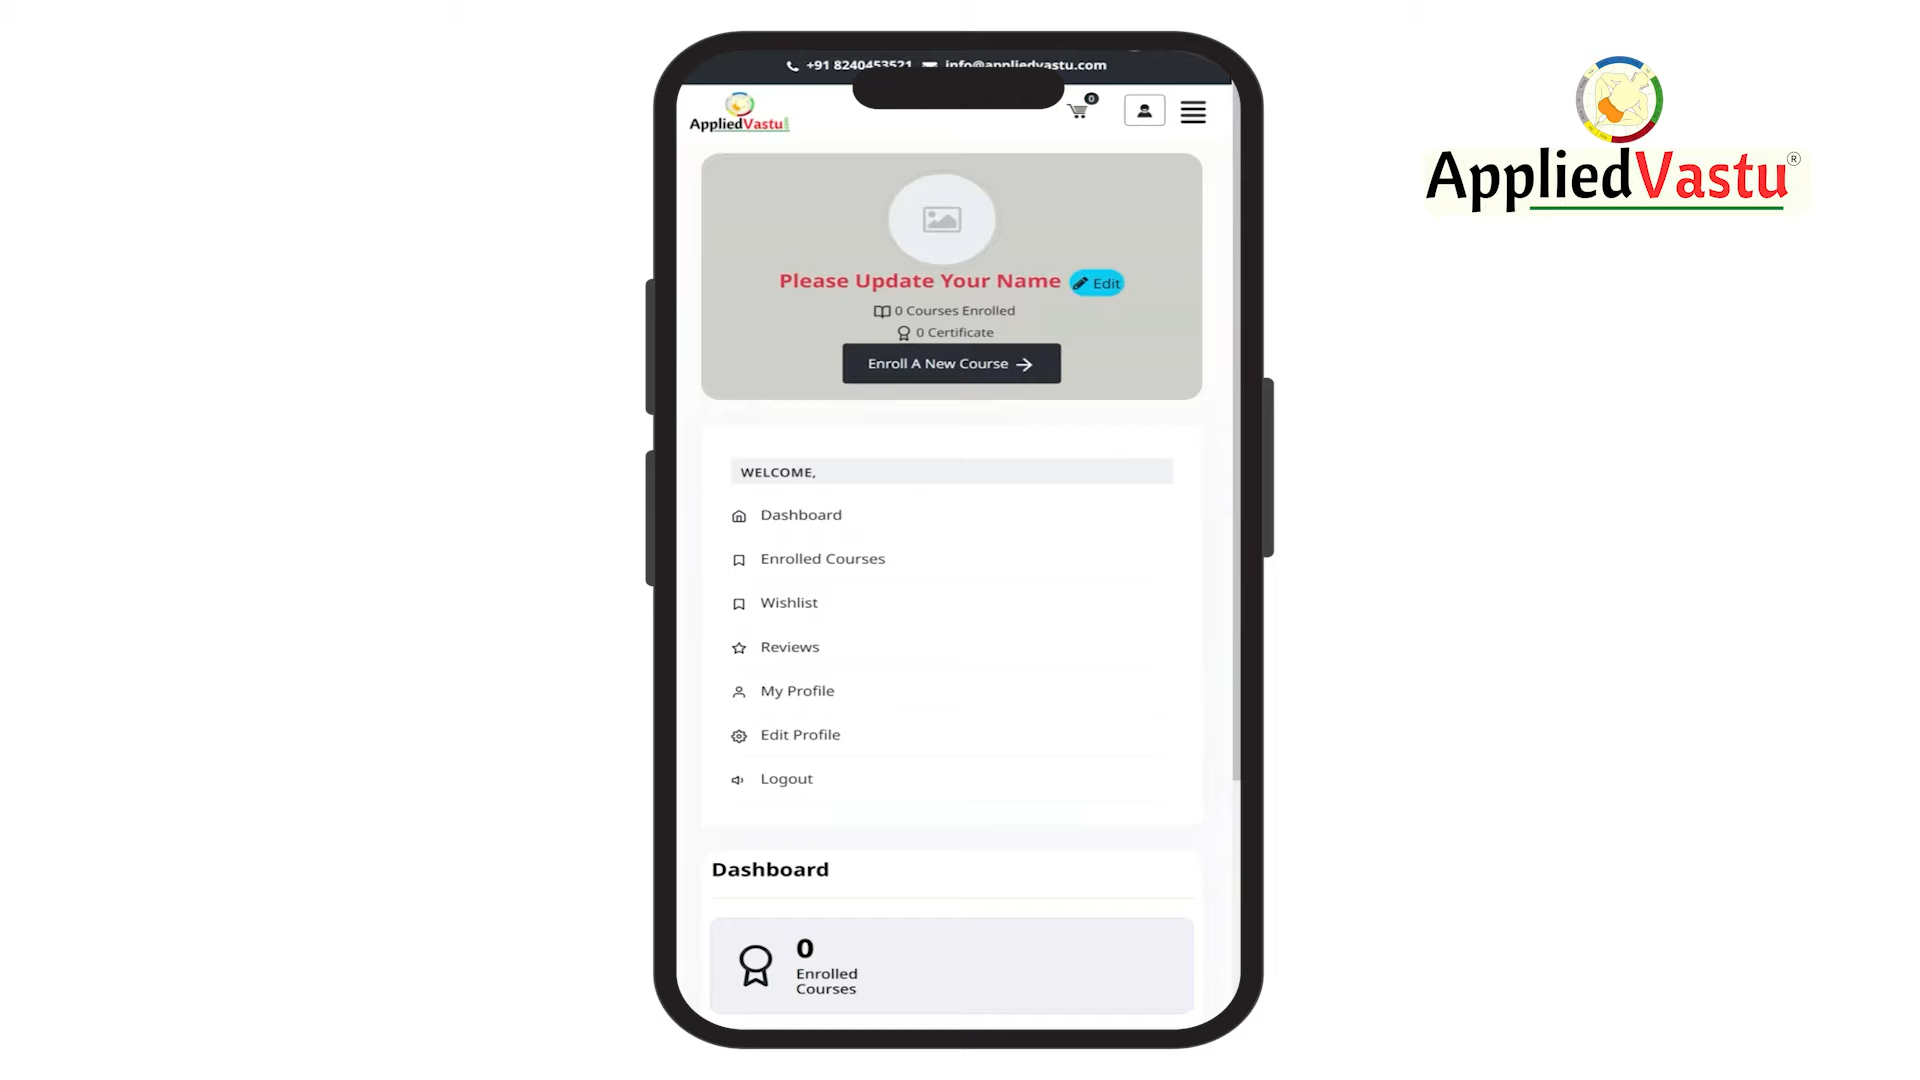 +91 8240453521 info@appliedvastu.com
AppliedVastu
0
AppliedVastu®
Please Update Your Name Edit
0 Courses Enrolled
0 Certificate
Enroll A New Course
WELCOME,
Dashboard
Enrolled Courses
Wishlist
Reviews
My Profile
Edit Profile
Logout
Dashboard
0
Enrolled
Courses